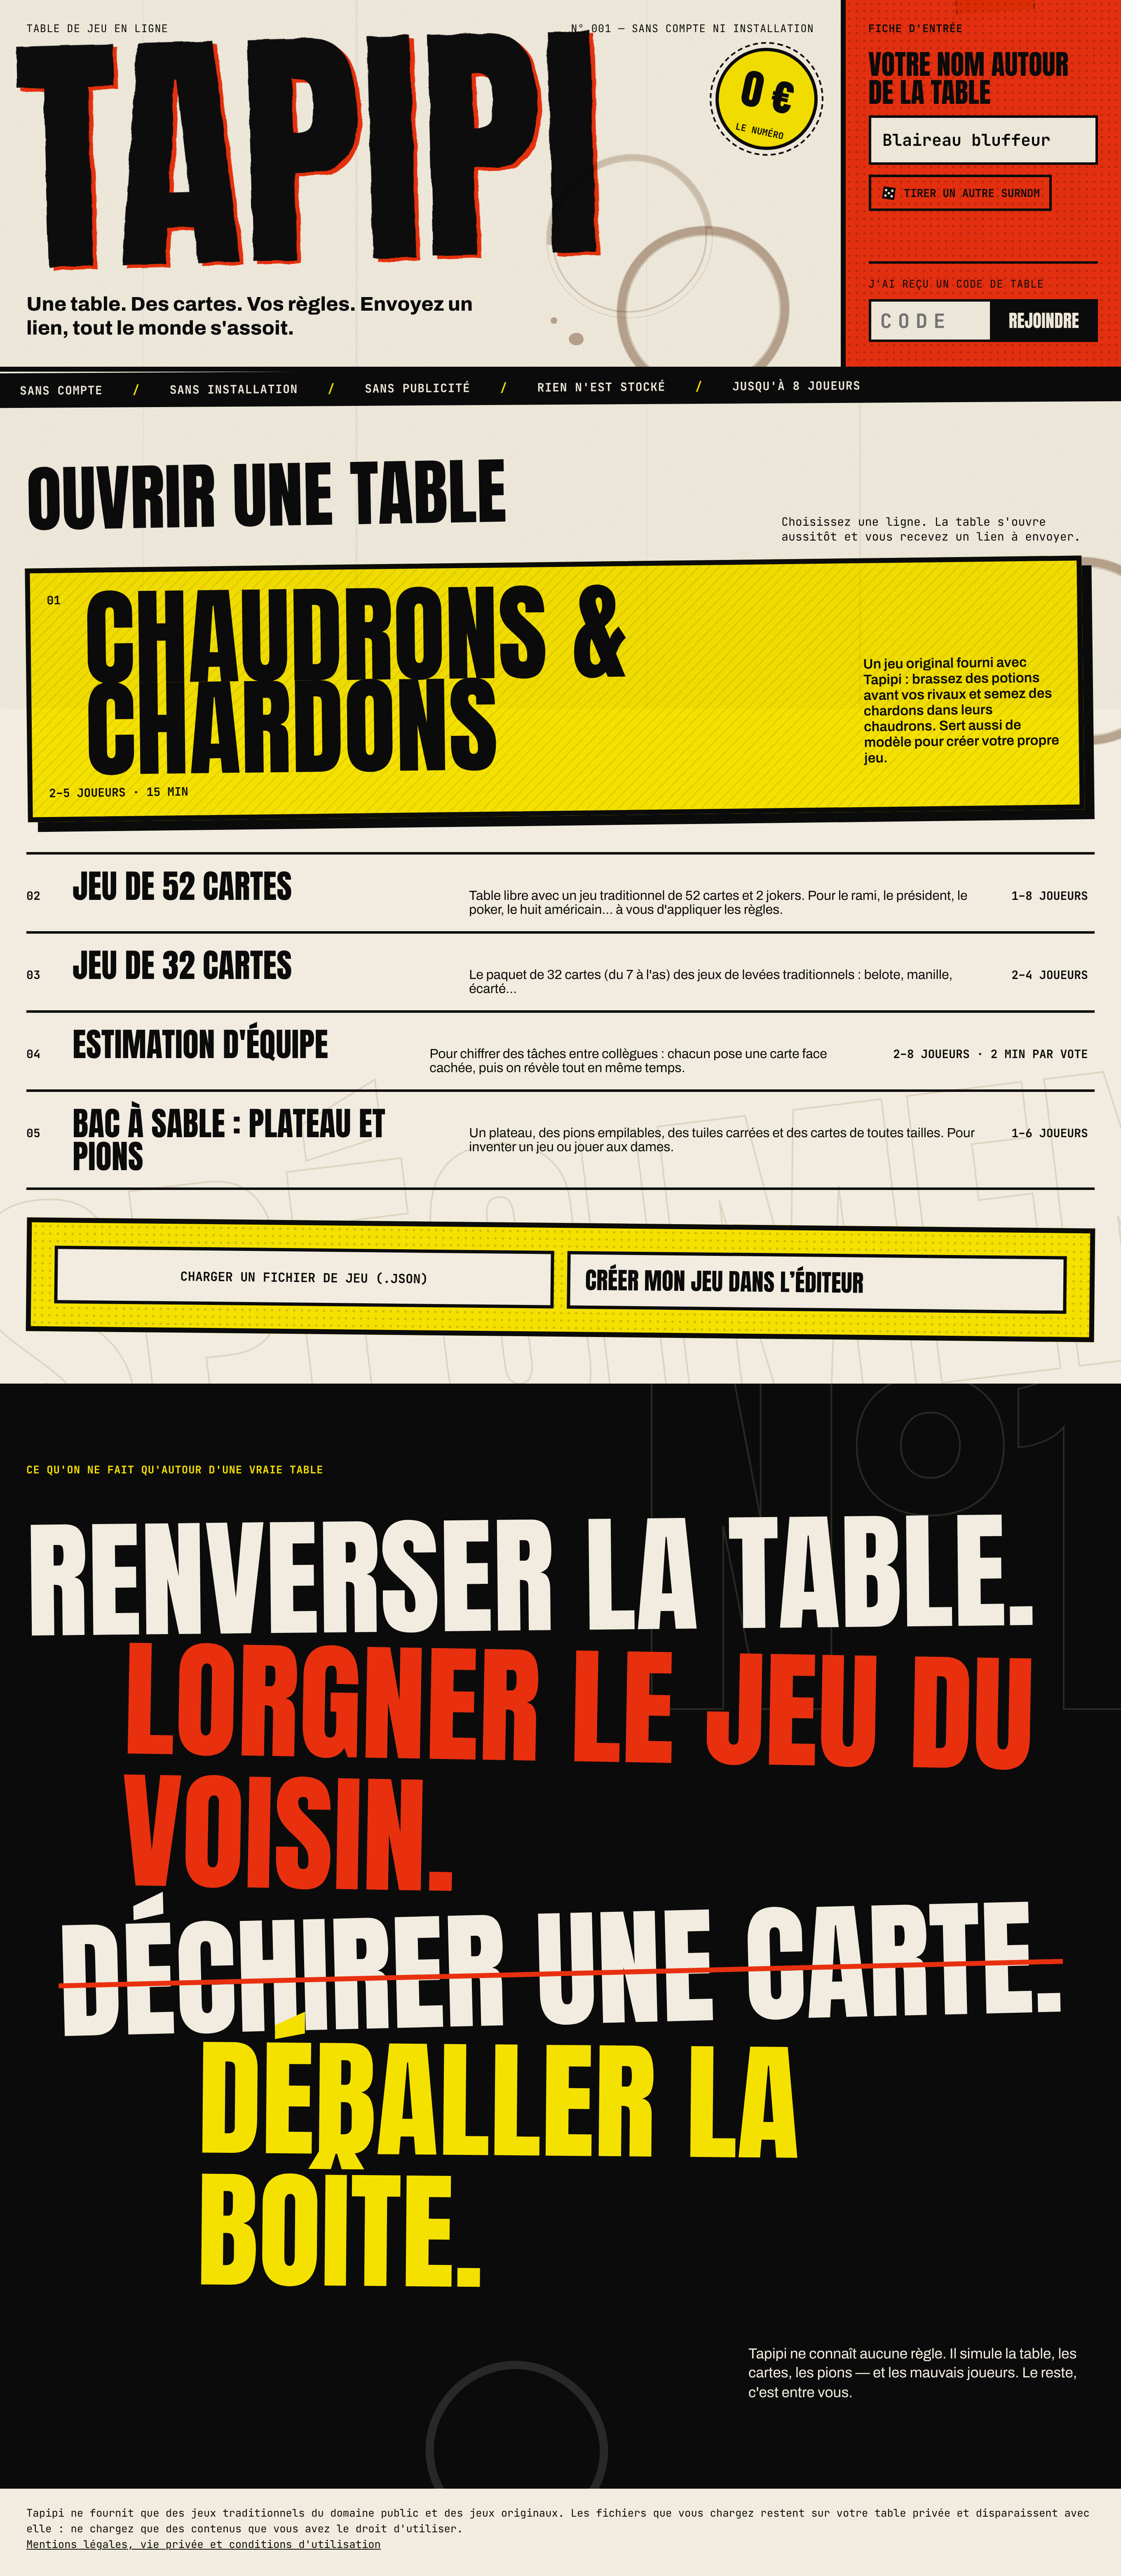 TABLE DE JEU EN LIGNE
N° 001 — SANS COMPTE NI INSTALLATION
TAPIPI
0 €
LE NUMÉRO
Une table. Des cartes. Vos règles. Envoyez un
lien, tout le monde s'assoit.
FICHE D'ENTRÉE
VOTRE NOM AUTOUR
DE LA TABLE
Blaireau bluffeur
TIRER UN AUTRE SURNOM
J'AI REÇU UN CODE DE TABLE
CODE
REJOINDRE
SANS COMPTE / SANS INSTALLATION / SANS PUBLICITÉ / RIEN N'EST STOCKÉ / JUSQU'À 8 JOUEURS
OUVRIR UNE TABLE
Choisissez une ligne. La table s'ouvre
aussitôt et vous recevez un lien à envoyer.
01
CHAUDRONS &
CHARDONS
2–5 JOUEURS · 15 MIN
Un jeu original fourni avec
Tapipi : brassez des potions
avant vos rivaux et semez des
chardons dans leurs
chaudrons. Sert aussi de
modèle pour créer votre propre
jeu.
02
JEU DE 52 CARTES
Table libre avec un jeu traditionnel de 52 cartes et 2 jokers. Pour le rami, le président, le
poker, le huit américain… à vous d'appliquer les règles.
1–8 JOUEURS
03
JEU DE 32 CARTES
Le paquet de 32 cartes (du 7 à l'as) des jeux de levées traditionnels : belote, manille,
écarté…
2–4 JOUEURS
04
ESTIMATION D'ÉQUIPE
Pour chiffrer des tâches entre collègues : chacun pose une carte face
cachée, puis on révèle tout en même temps.
2–8 JOUEURS · 2 MIN PAR VOTE
05
BAC À SABLE : PLATEAU ET
PIONS
Un plateau, des pions empilables, des tuiles carrées et des cartes de toutes tailles. Pour
inventer un jeu ou jouer aux dames.
1–6 JOUEURS
SPÉCIMEN
CHARGER UN FICHIER DE JEU (.JSON)
CRÉER MON JEU DANS L'ÉDITEUR
Nº1
CE QU'ON NE FAIT QU'AUTOUR D'UNE VRAIE TABLE
RENVERSER LA TABLE.
LORGNER LE JEU DU
VOISIN.
DÉCHIRER UNE CARTE.
DÉBALLER LA
BOÎTE.
Tapipi ne connaît aucune règle. Il simule la table, les
cartes, les pions — et les mauvais joueurs. Le reste,
c'est entre vous.
Tapipi ne fournit que des jeux traditionnels du domaine public et des jeux originaux. Les fichiers que vous chargez restent sur votre table privée et disparaissent avec
elle : ne chargez que des contenus que vous avez le droit d'utiliser.
Mentions légales, vie privée et conditions d'utilisation